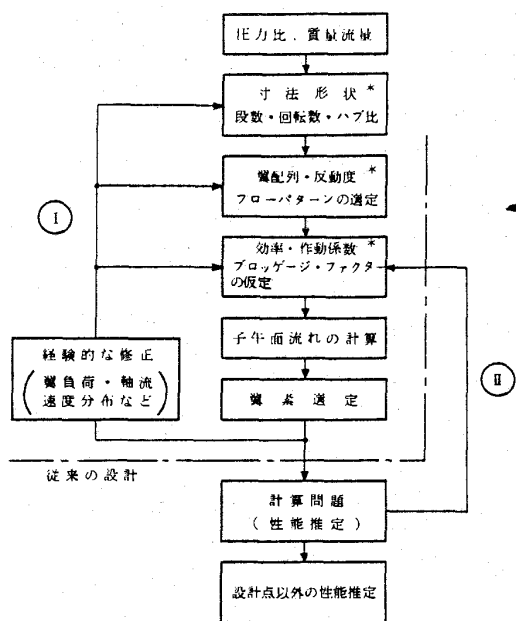 圧力比.質量流量
寸法形状*
段数・回転数・ハブ比
翼配列・反動度*
フローパターンの選定
効率・作動係数*
ブロッゲージ・ファクター
の仮定
子午面流れの計算
翼素選定
経験的な修正
(翼負荷・軸流
速度分布など)
Ⅰ
Ⅱ
従来の設計
計算問題
(性能推定)
設計点以外の性能推定